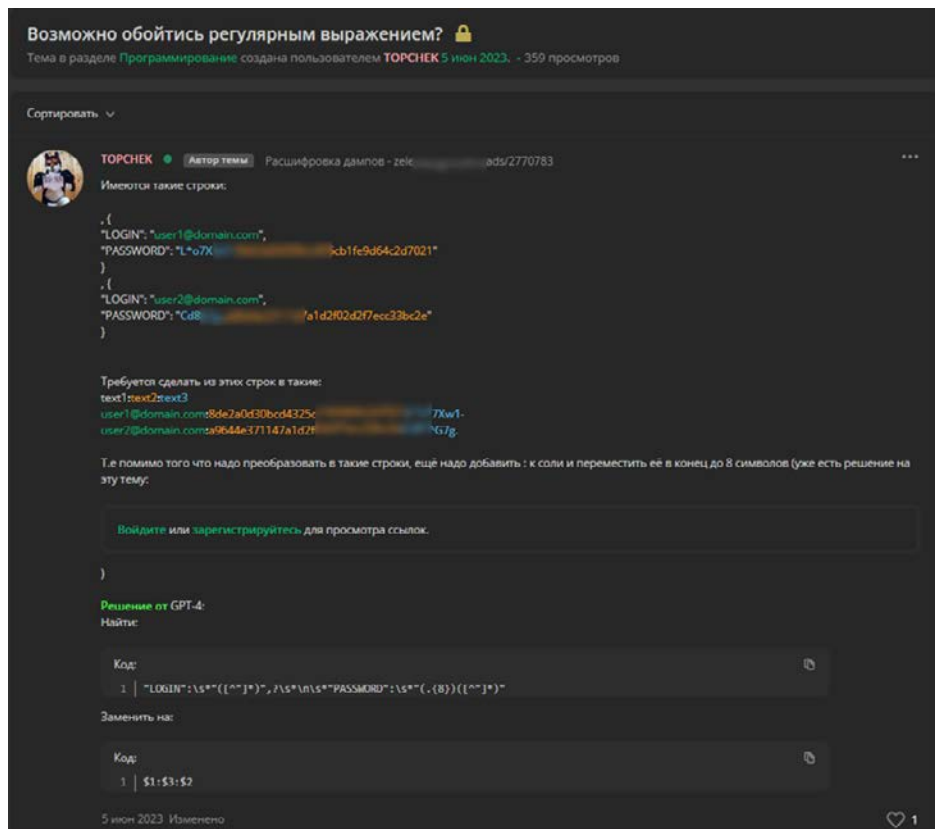 Возможно обойтись регулярным выражением?
Тема в разделе Программирование создана пользователем TOPCHEK 5 июн 2023. - 359 просмотров
Сортировать
TOPCHEK Автор темы Расшифровка дампов - zele ads/2770783
Имеются такие строки:
,{
"LOGIN": "user1@domain.com",
"PASSWORD": "L*o7X cb1fe9d64c2d7021"
}
,{
"LOGIN": "user2@domain.com",
"PASSWORD": "Cd8 a1d2f02d2f7ecc33bc2e"
}
Требуется сделать из этих строк в такие:
text1:text2:text3
user1@domain.com:8de2a0d30bcd4325c 7Xw1-
user2@domain.com:a9644e371147a1d2f G7g.
Т.е помимо того что надо преобразовать в такие строки, ещё надо добавить : к соли и переместить её в конец до 8 символов (уже есть решение на
эту тему:
Войдите или зарегистрируйтесь для просмотра ссылок.
)
Решение от GPT-4:
Найти:
Код:
1 "LOGIN":\s*"([^"]*)",?\s*\n\s*"PASSWORD":\s*"(.{8})([^"]*)"
Заменить на:
Код:
1 $1:$3:$2
5 июн 2023 Изменено
1